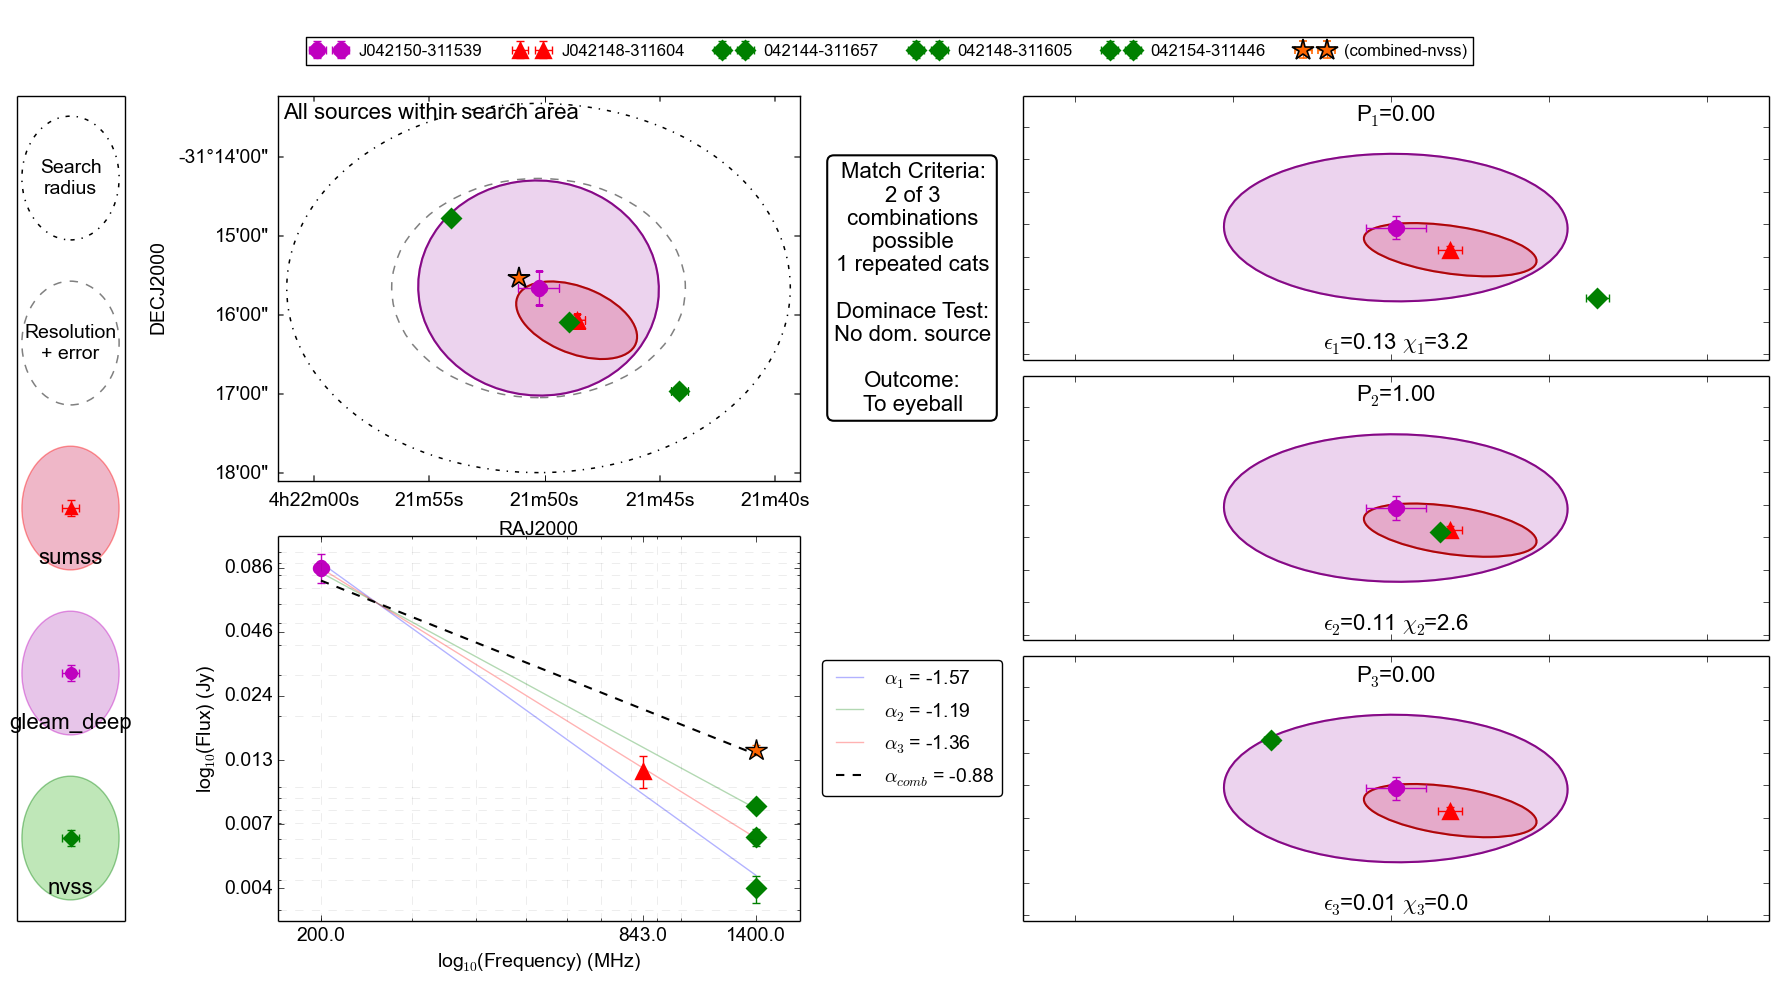 J042150-311539 J042148-311604 042144-311657 042148-311605 042154-311446 (combined-nvss)
Search
radius
Resolution
+ error
sumss
gleam_deep
nvss
All sources within search area
DECJ2000
-31°14'00"
15'00"
16'00"
17'00"
18'00"
4h22m00s 21m55s 21m50s 21m45s 21m40s
RAJ2000
log10(Flux) (Jy)
0.086
0.046
0.024
0.013
0.007
0.004
200.0 843.0 1400.0
log10(Frequency) (MHz)
Match Criteria:
2 of 3
combinations
possible
1 repeated cats
Dominace Test:
No dom. source
Outcome:
To eyeball
α1 = -1.57
α2 = -1.19
α3 = -1.36
αcomb = -0.88
P1=0.00
ϵ1=0.13 χ1=3.2
P2=1.00
ϵ2=0.11 χ2=2.6
P3=0.00
ϵ3=0.01 χ3=0.0